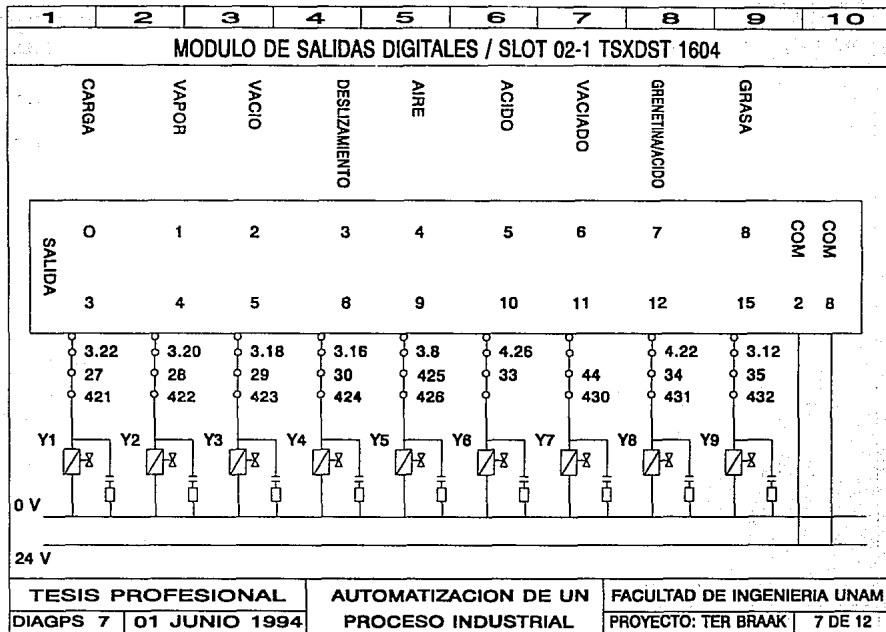 1 2 3 4 5 6 7 8 9 10
MODULO DE SALIDAS DIGITALES / SLOT 02-1 TSXDST 1604
CARGA VAPOR VACIO DESLIZAMIENTO AIRE ACIDO VACIADO GRENETINA/ACIDO GRASA
SALIDA
O 1 2 3 4 5 6 7 8 COM COM
3 4 5 6 9 10 11 12 15 2 8
3.22 3.20 3.18 3.16 3.8 4.26 4.22 3.12
27 28 29 30 425 33 44 34 35
421 422 423 424 426 430 431 432
Y1 Y2 Y3 Y4 Y5 Y6 Y7 Y8 Y9
0 V
24 V
TESIS PROFESIONAL
DIAGPS 7 01 JUNIO 1994
AUTOMATIZACION DE UN
PROCESO INDUSTRIAL
FACULTAD DE INGENIERIA UNAM
PROYECTO: TER BRAAK 7 DE 12